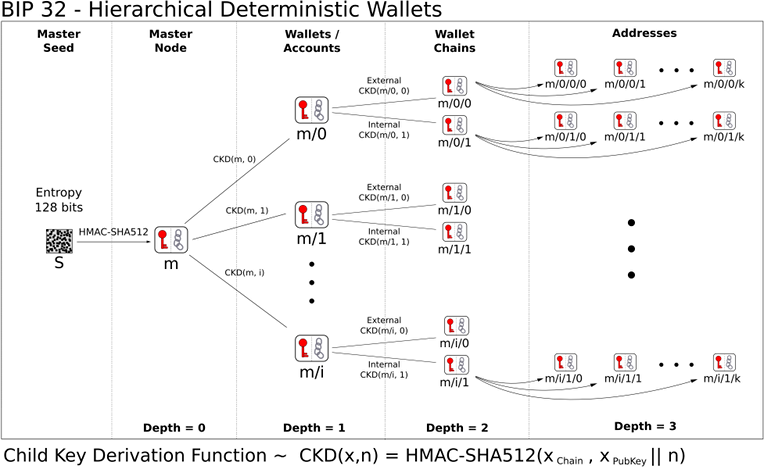 BIP 32 - Hierarchical Deterministic Wallets
Master
Seed
Master
Node
Wallets /
Accounts
Wallet
Chains
Addresses
Entropy
128 bits
S
HMAC-SHA512
m
CKD(m, 0)
CKD(m, 1)
CKD(m, i)
m/0
m/1
m/i
External
CKD(m/0, 0)
Internal
CKD(m/0, 1)
External
CKD(m/1, 0)
Internal
CKD(m/1, 1)
External
CKD(m/i, 0)
Internal
CKD(m/i, 1)
m/0/0
m/0/1
m/1/0
m/1/1
m/i/0
m/i/1
m/0/0/0 m/0/0/1 m/0/0/k
m/0/1/0 m/0/1/1 m/0/1/k
m/i/1/0 m/i/1/1 m/i/1/k
Depth = 0 Depth = 1 Depth = 2 Depth = 3
Child Key Derivation Function ~ CKD(x,n) = HMAC-SHA512(x Chain , x PubKey || n)